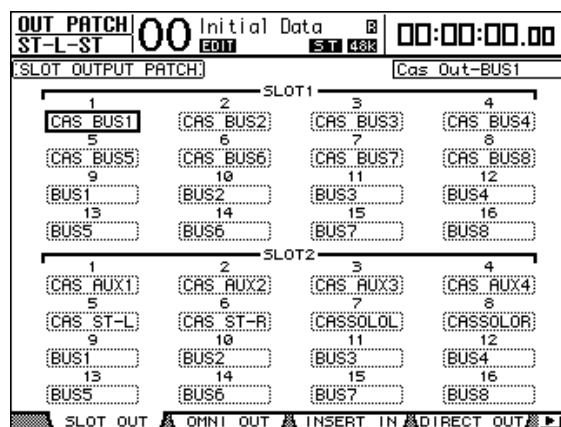 OUT PATCH 00 Initial Data R 00:00:00.00
ST-L-ST EDIT ST 48k
SLOT OUTPUT PATCH Cas Out-BUS1
SLOT1
1 2 3 4
CAS BUS1 CAS BUS2 CAS BUS3 CAS BUS4
5 6 7 8
CAS BUS5 CAS BUS6 CAS BUS7 CAS BUS8
9 10 11 12
BUS1 BUS2 BUS3 BUS4
13 14 15 16
BUS5 BUS6 BUS7 BUS8
SLOT2
1 2 3 4
CAS AUX1 CAS AUX2 CAS AUX3 CAS AUX4
5 6 7 8
CAS ST-L CAS ST-R CASSOLOL CASSOLOR
9 10 11 12
BUS1 BUS2 BUS3 BUS4
13 14 15 16
BUS5 BUS6 BUS7 BUS8
SLOT OUT OMNI OUT INSERT IN DIRECT OUT